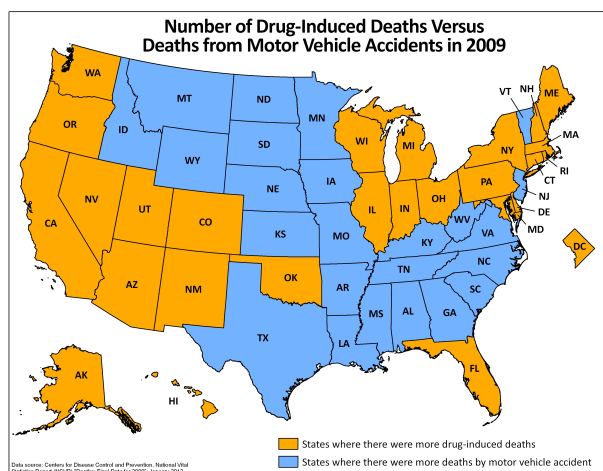 Number of Drug-Induced Deaths Versus
Deaths from Motor Vehicle Accidents in 2009
WA
MT
ND
MN
VT
NH
ME
OR
ID
SD
WI
MI
NY
MA
WY
RI
CT
IA
NE
PA
NJ
NV
UT
CO
IL
IN
OH
DE
MD
WV
VA
DC
CA
KS
MO
KY
NC
TN
AZ
NM
OK
AR
SC
MS
AL
GA
TX
LA
FL
AK
HI
States where there were more drug-induced deaths
States where there were more deaths by motor vehicle accident
Data source: Centers for Disease Control and Prevention, National Vital